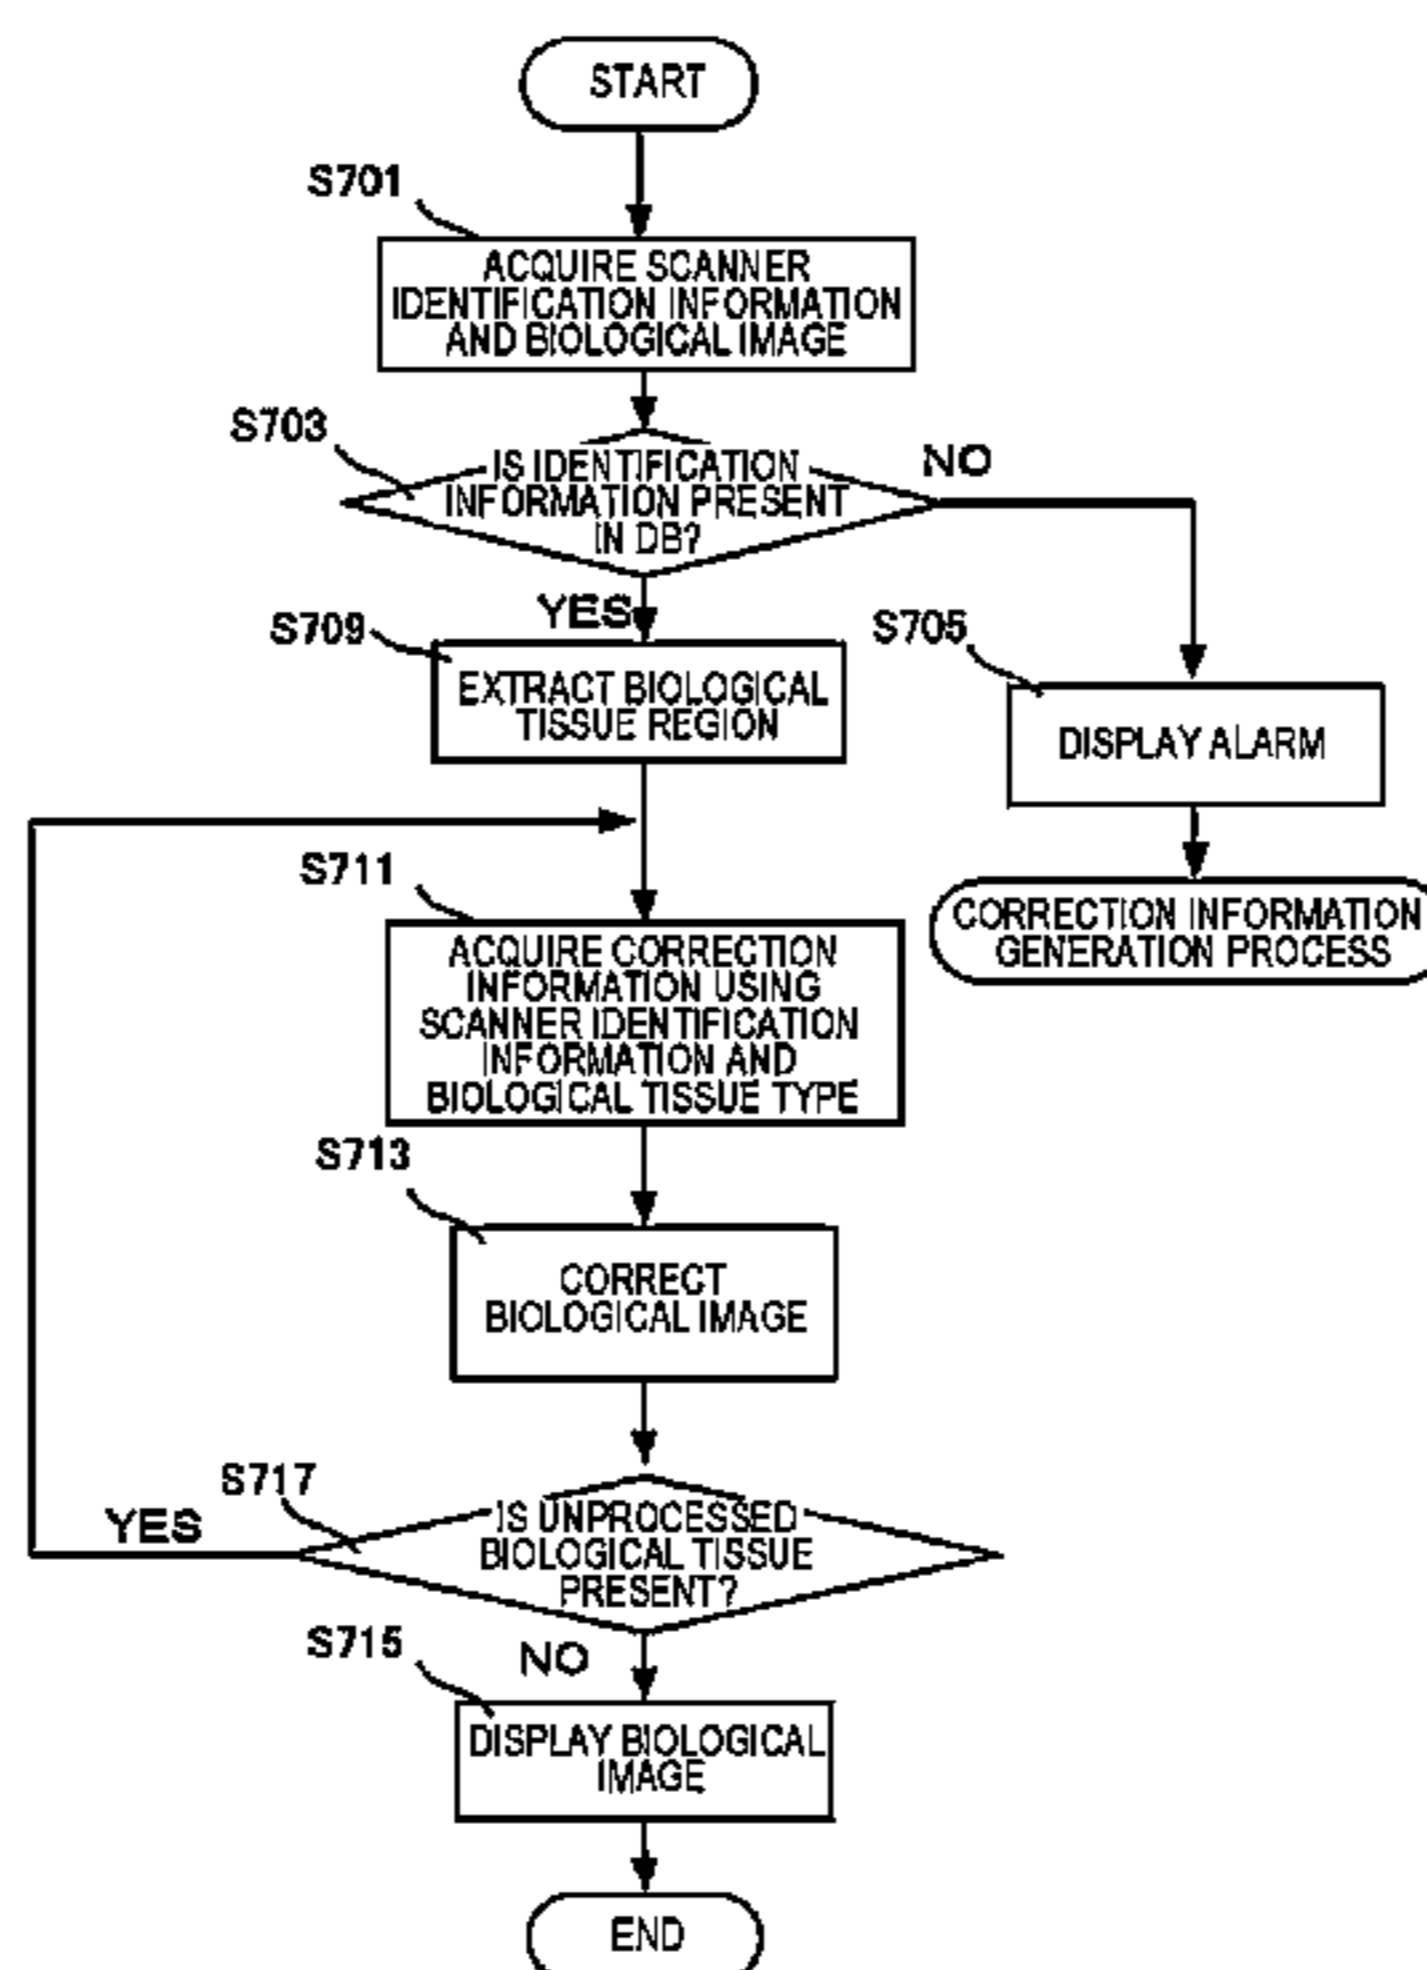 START
S701
ACQUIRE SCANNER
IDENTIFICATION INFORMATION
AND BIOLOGICAL IMAGE
S703
IS IDENTIFICATION
INFORMATION PRESENT
IN DB?
NO
YES
S709
EXTRACT BIOLOGICAL
TISSUE REGION
S705
DISPLAY ALARM
CORRECTION INFORMATION
GENERATION PROCESS
S711
ACQUIRE CORRECTION
INFORMATION USING
SCANNER IDENTIFICATION
INFORMATION AND
BIOLOGICAL TISSUE TYPE
S713
CORRECT
BIOLOGICAL IMAGE
S717
YES
IS UNPROCESSED
BIOLOGICAL TISSUE
PRESENT?
NO
S715
DISPLAY BIOLOGICAL
IMAGE
END